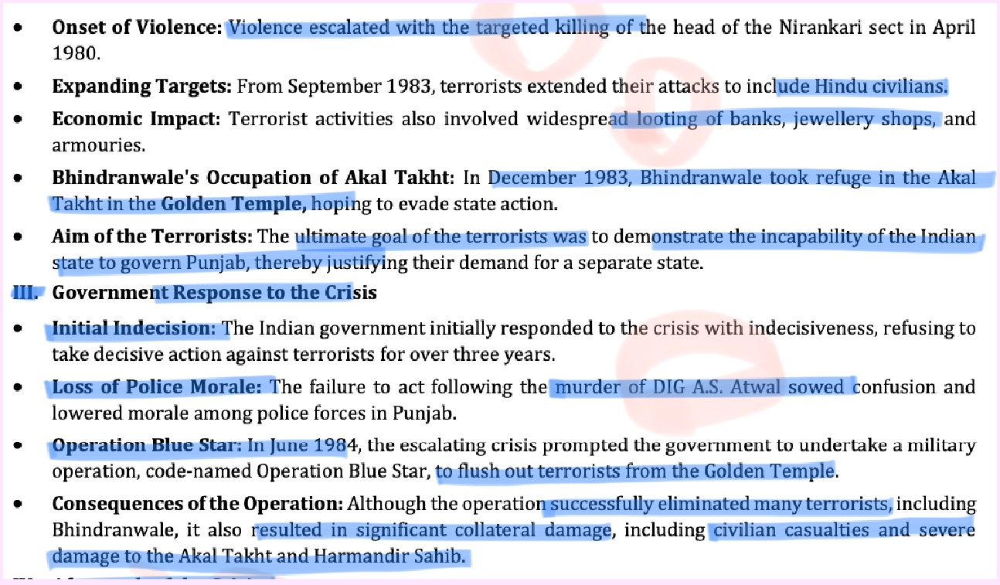 • Onset of Violence: Violence escalated with the targeted killing of the head of the Nirankari sect in April
1980.
• Expanding Targets: From September 1983, terrorists extended their attacks to include Hindu civilians.
• Economic Impact: Terrorist activities also involved widespread looting of banks, jewellery shops, and
armouries.
• Bhindranwale's Occupation of Akal Takht: In December 1983, Bhindranwale took refuge in the Akal
Takht in the Golden Temple, hoping to evade state action.
• Aim of the Terrorists: The ultimate goal of the terrorists was to demonstrate the incapability of the Indian
state to govern Punjab, thereby justifying their demand for a separate state.
III. Government Response to the Crisis
• Initial Indecision: The Indian government initially responded to the crisis with indecisiveness, refusing to
take decisive action against terrorists for over three years.
• Loss of Police Morale: The failure to act following the murder of DIG A.S. Atwal sowed confusion and
lowered morale among police forces in Punjab.
• Operation Blue Star: In June 1984, the escalating crisis prompted the government to undertake a military
operation, code-named Operation Blue Star, to flush out terrorists from the Golden Temple.
• Consequences of the Operation: Although the operation successfully eliminated many terrorists, including
Bhindranwale, it also resulted in significant collateral damage, including civilian casualties and severe
damage to the Akal Takht and Harmandir Sahib.